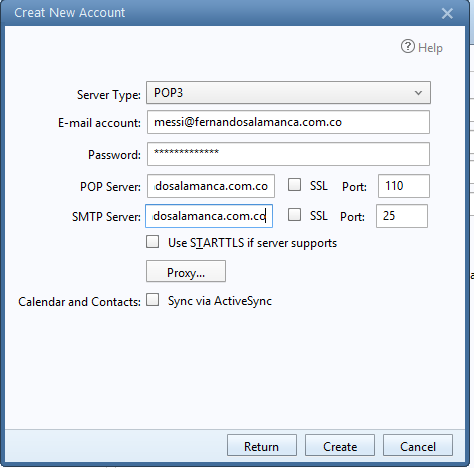 Creat New Account
Help
Server Type: POP3
E-mail account: messi@fernandosalamanca.com.co
Password: *************
POP Server: dosalamanca.com.co SSL Port: 110
SMTP Server: dosalamanca.com.co SSL Port: 25
Use STARTTLS if server supports
Proxy...
Calendar and Contacts: Sync via ActiveSync
Return Create Cancel